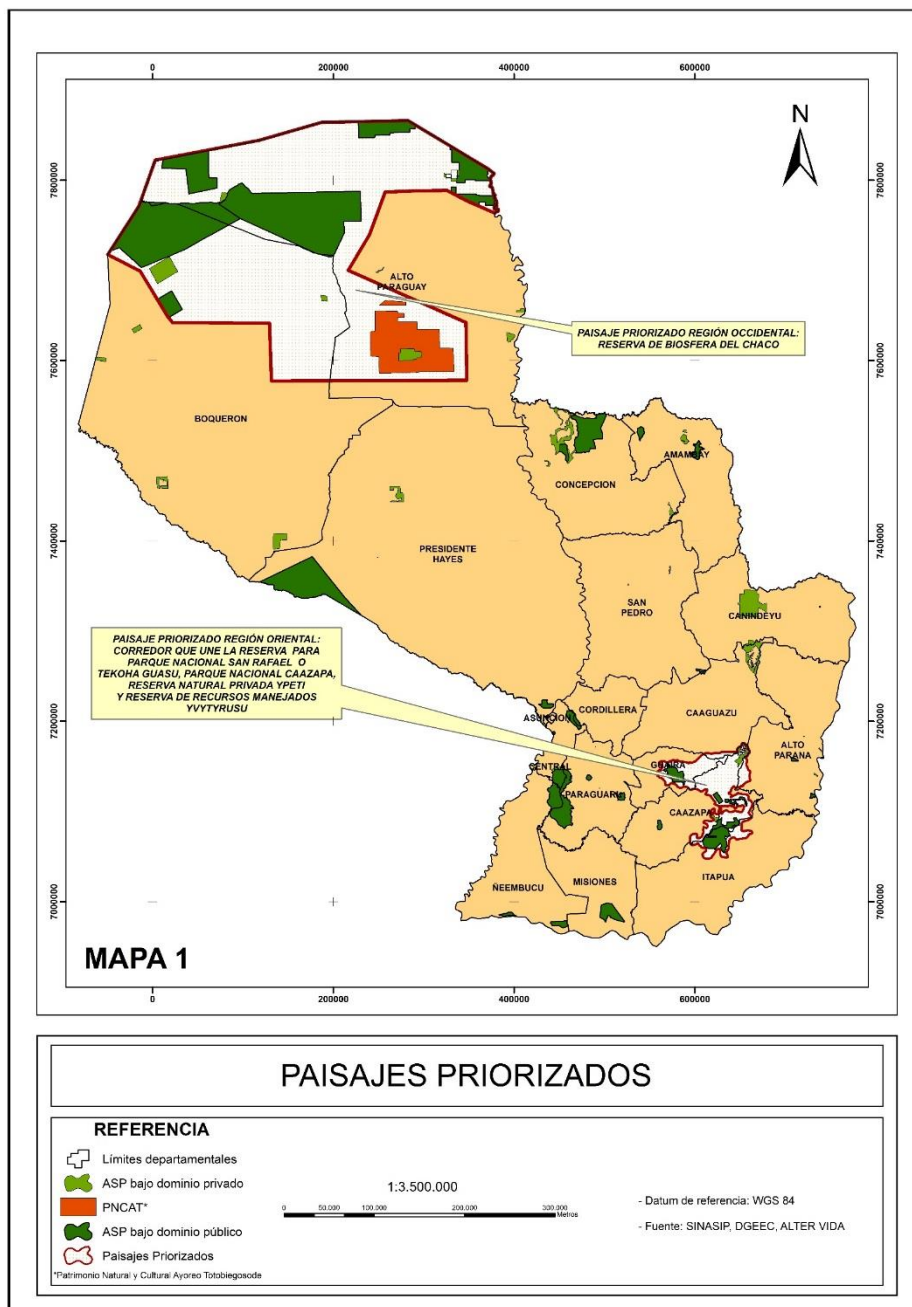 0
200000
400000
600000
N
7800000
7800000
ALTO
PARAGUAY
PAISAJE PRIORIZADO REGIÓN OCCIDENTAL:
RESERVA DE BIOSFERA DEL CHACO
7600000
7600000
BOQUERON
AMAMBAY
CONCEPCION
7400000
7400000
PRESIDENTE
HAYES
SAN
PEDRO
CANINDEYU
PAISAJE PRIORIZADO REGIÓN ORIENTAL:
CORREDOR QUE UNE LA RESERVA PARA
PARQUE NACIONAL SAN RAFAEL O
TEKOHA GUASU, PARQUE NACIONAL CAAZAPA,
RESERVA NATURAL PRIVADA YPETI
Y RESERVA DE RECURSOS MANEJADOS
YVYTYRUSU
7200000
7200000
ASUNCION
CORDILLERA
CAAGUAZU
ALTO
PARANA
CENTRAL
GUAIRA
PARAGUARI
CAAZAPA
ITAPUA
ÑEEMBUCU
MISIONES
7000000
7000000
MAPA 1
0
200000
400000
600000
PAISAJES PRIORIZADOS
REFERENCIA
Límites departamentales
ASP bajo dominio privado
PNCAT*
ASP bajo dominio público
Paisajes Priorizados
*Patrimonio Natural y Cultural Ayoreo Totobiegosode
1:3.500.000
0 50.000 100.000 200.000 300.000
Metros
- Datum de referencia: WGS 84
- Fuente: SINASIP, DGEEC, ALTER VIDA